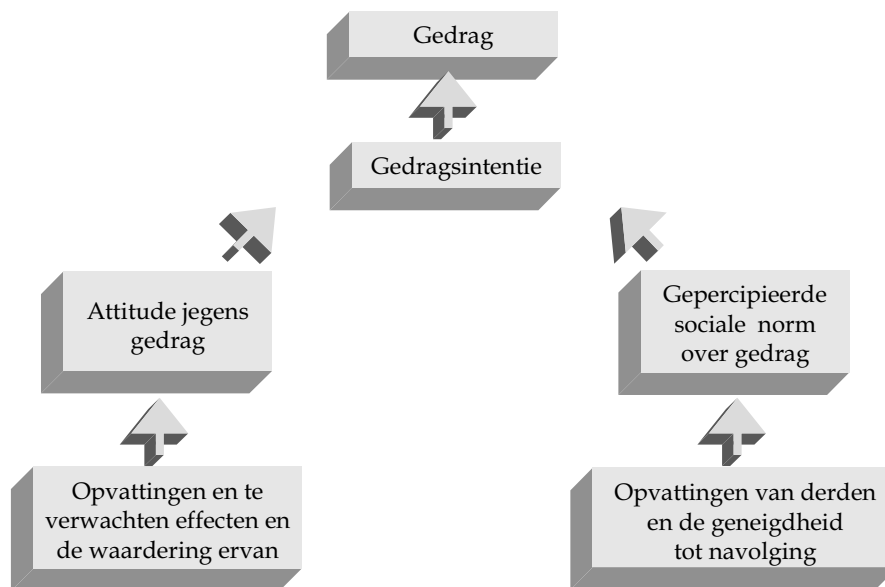 Gedrag
Gedragsintentie
Attitude jegens
gedrag
Gepercipieerde
sociale norm
over gedrag
Opvattingen en te
verwachten effecten en
de waardering ervan
Opvattingen van derden
en de geneigdheid
tot navolging